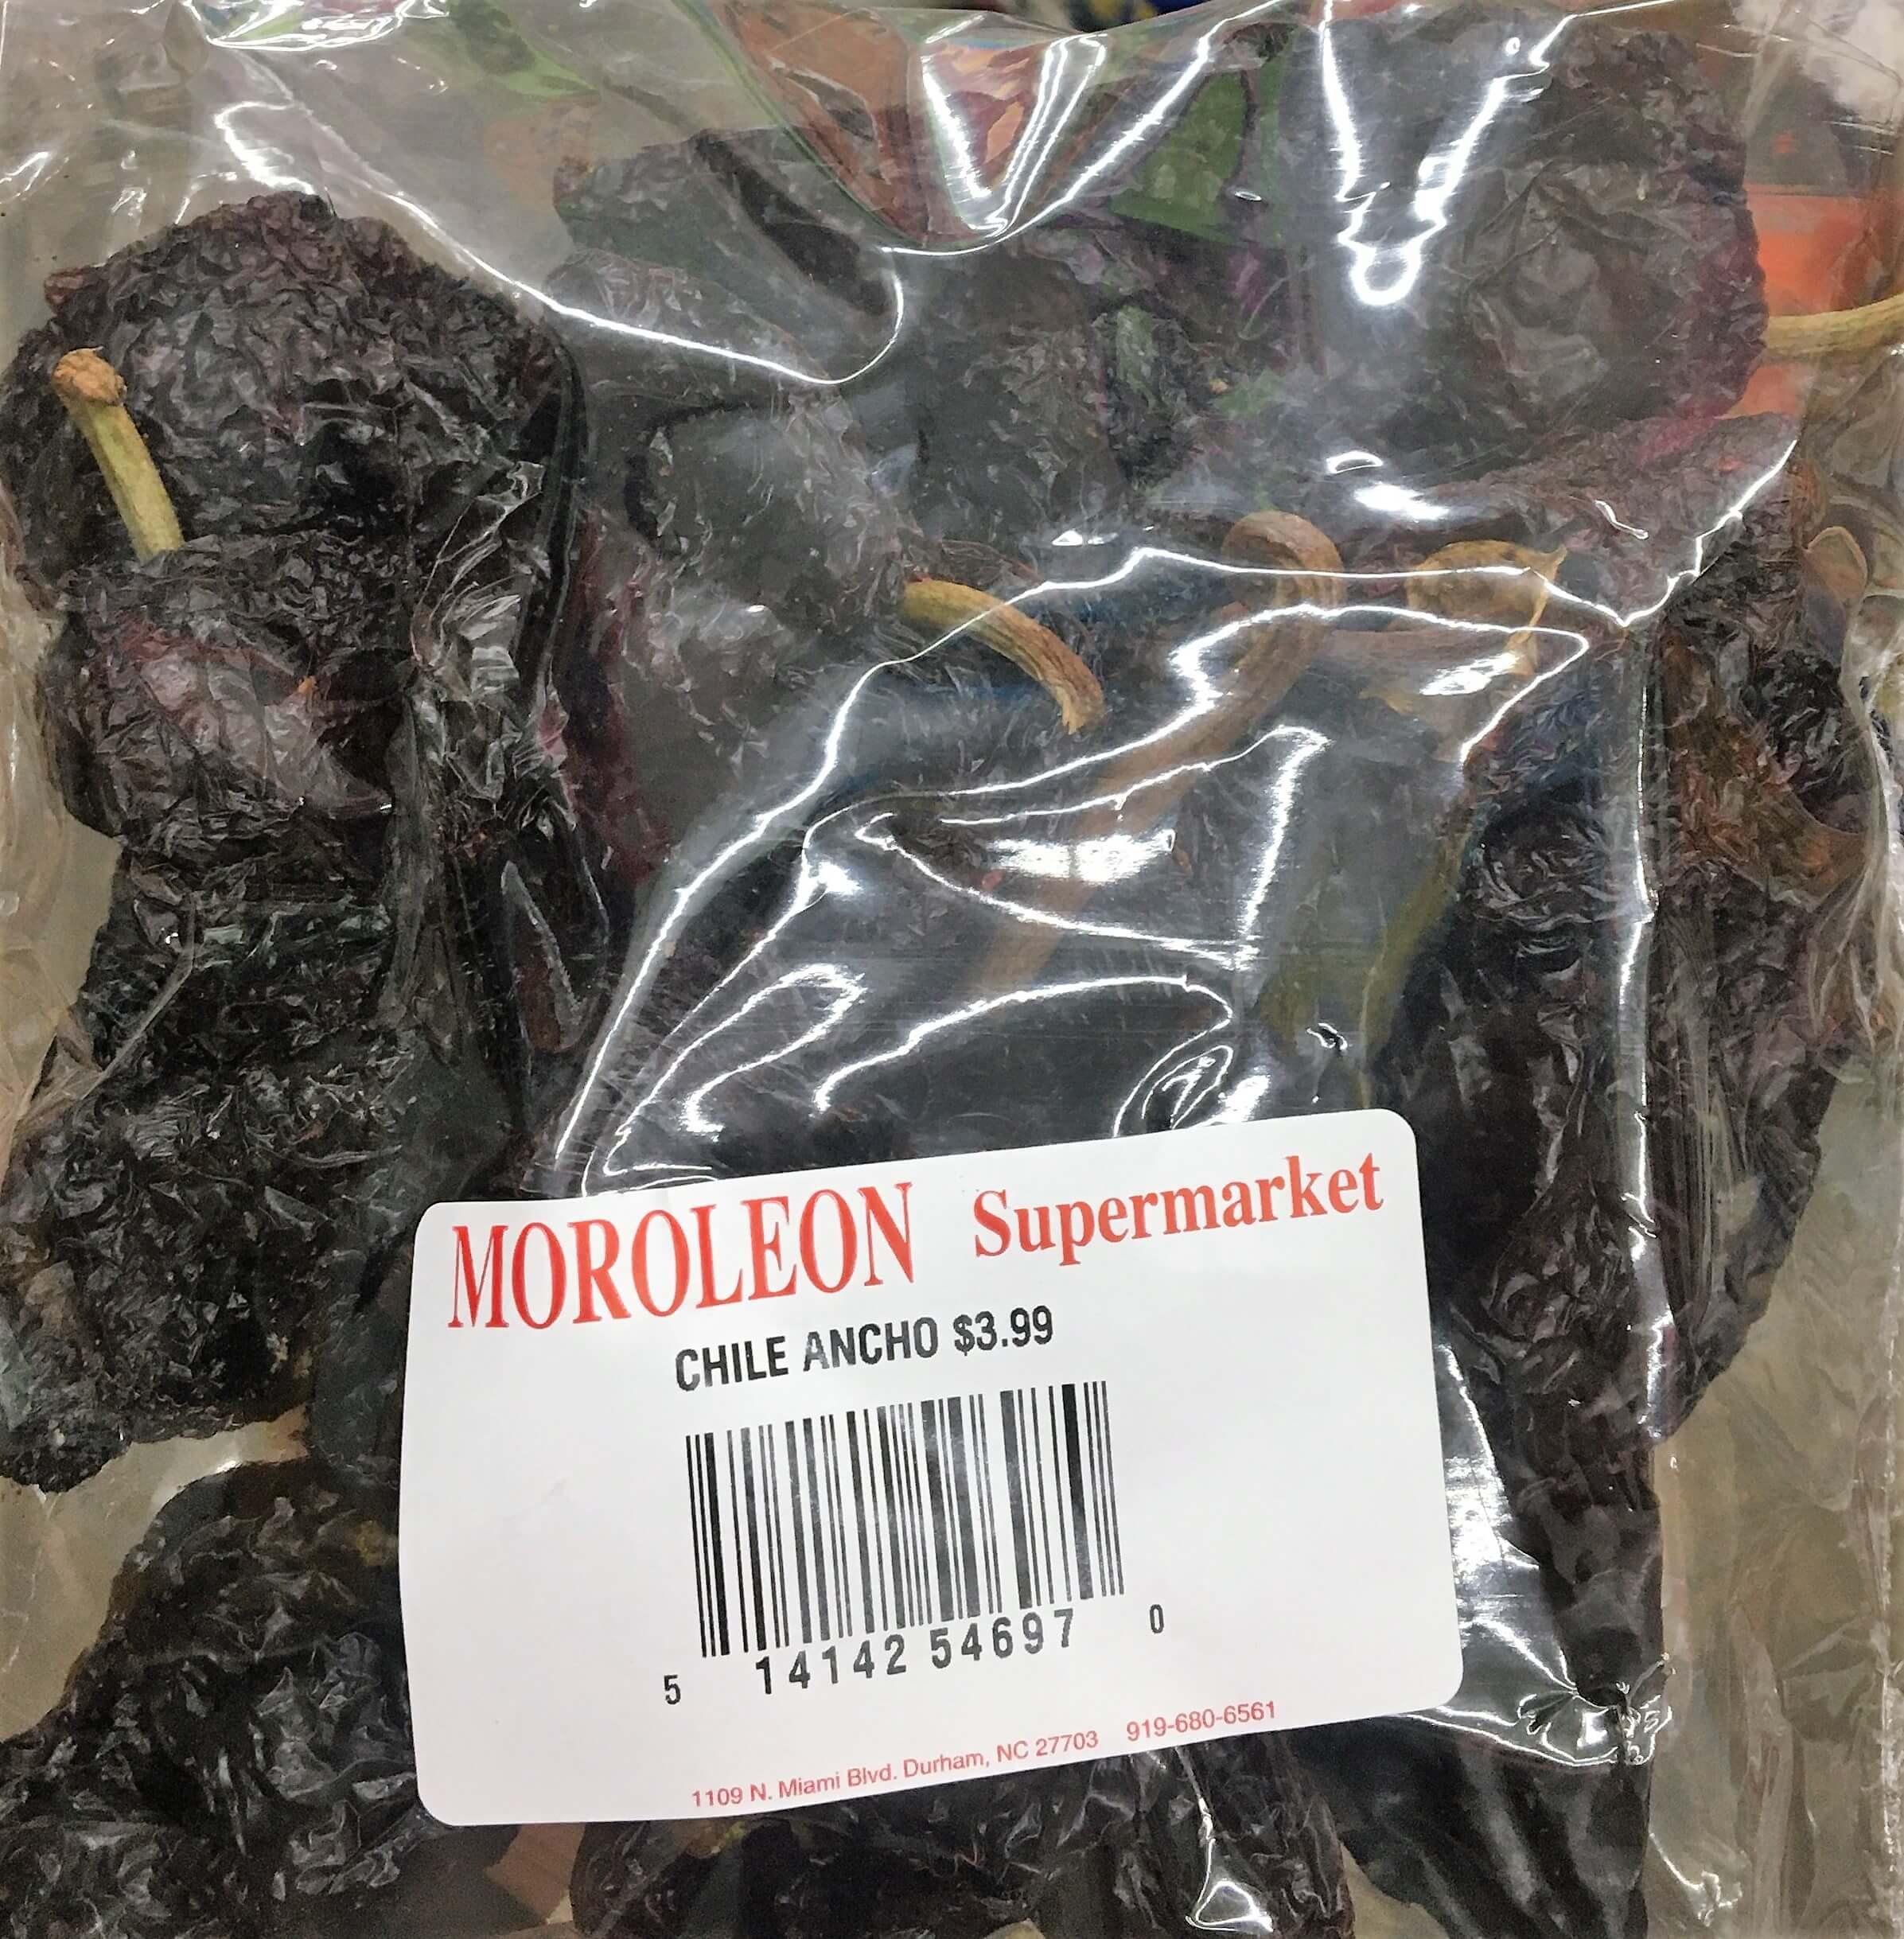 MOROLEON Supermarket
CHILE ANCHO $3.99
5 14142 54697 0
1109 N. Miami Blvd. Durham, NC 27703 919-680-6561